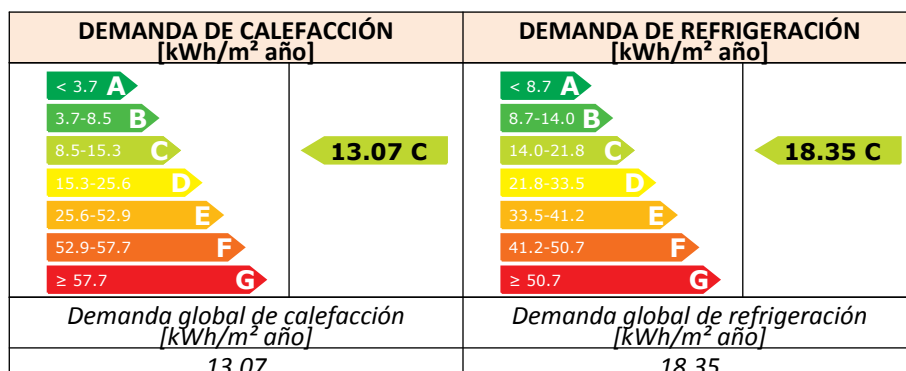 DEMANDA DE CALEFACCIÓN
[kWh/m² año]
DEMANDA DE REFRIGERACIÓN
[kWh/m² año]
< 3.7 A
3.7-8.5 B
8.5-15.3 C
15.3-25.6 D
25.6-52.9 E
52.9-57.7 F
≥ 57.7 G
13.07 C
< 8.7 A
8.7-14.0 B
14.0-21.8 C
21.8-33.5 D
33.5-41.2 E
41.2-50.7 F
≥ 50.7 G
18.35 C
Demanda global de calefacción
[kWh/m² año]
Demanda global de refrigeración
[kWh/m² año]
13.07
18.35